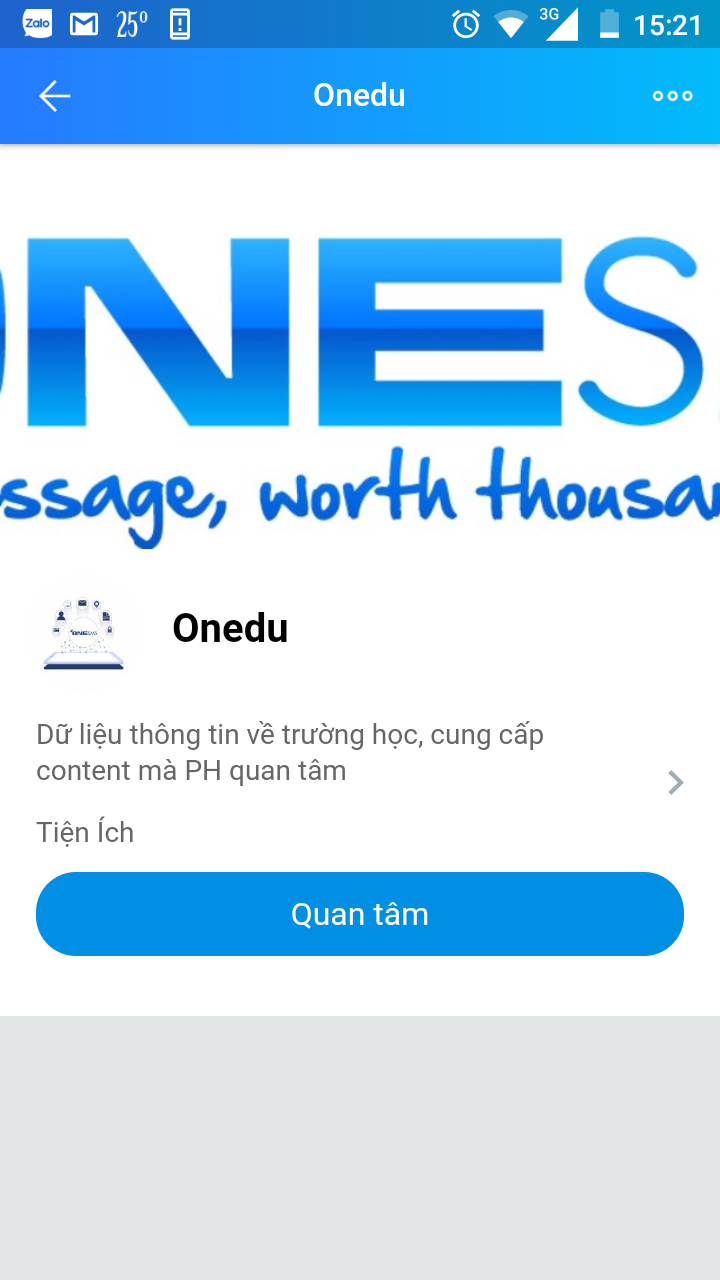 Zalo 25° 3G 15:21
Onedu
ONES
ssage, worth thousan
ONESMS
Onedu
Dữ liệu thông tin về trường học, cung cấp
content mà PH quan tâm
Tiện Ích
Quan tâm